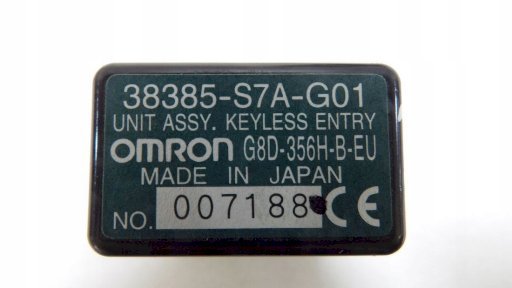 38385-S7A-G01
UNIT ASSY. KEYLESS ENTRY
OMRON G8D-356H-B-EU
MADE IN JAPAN
NO. 007188 CE